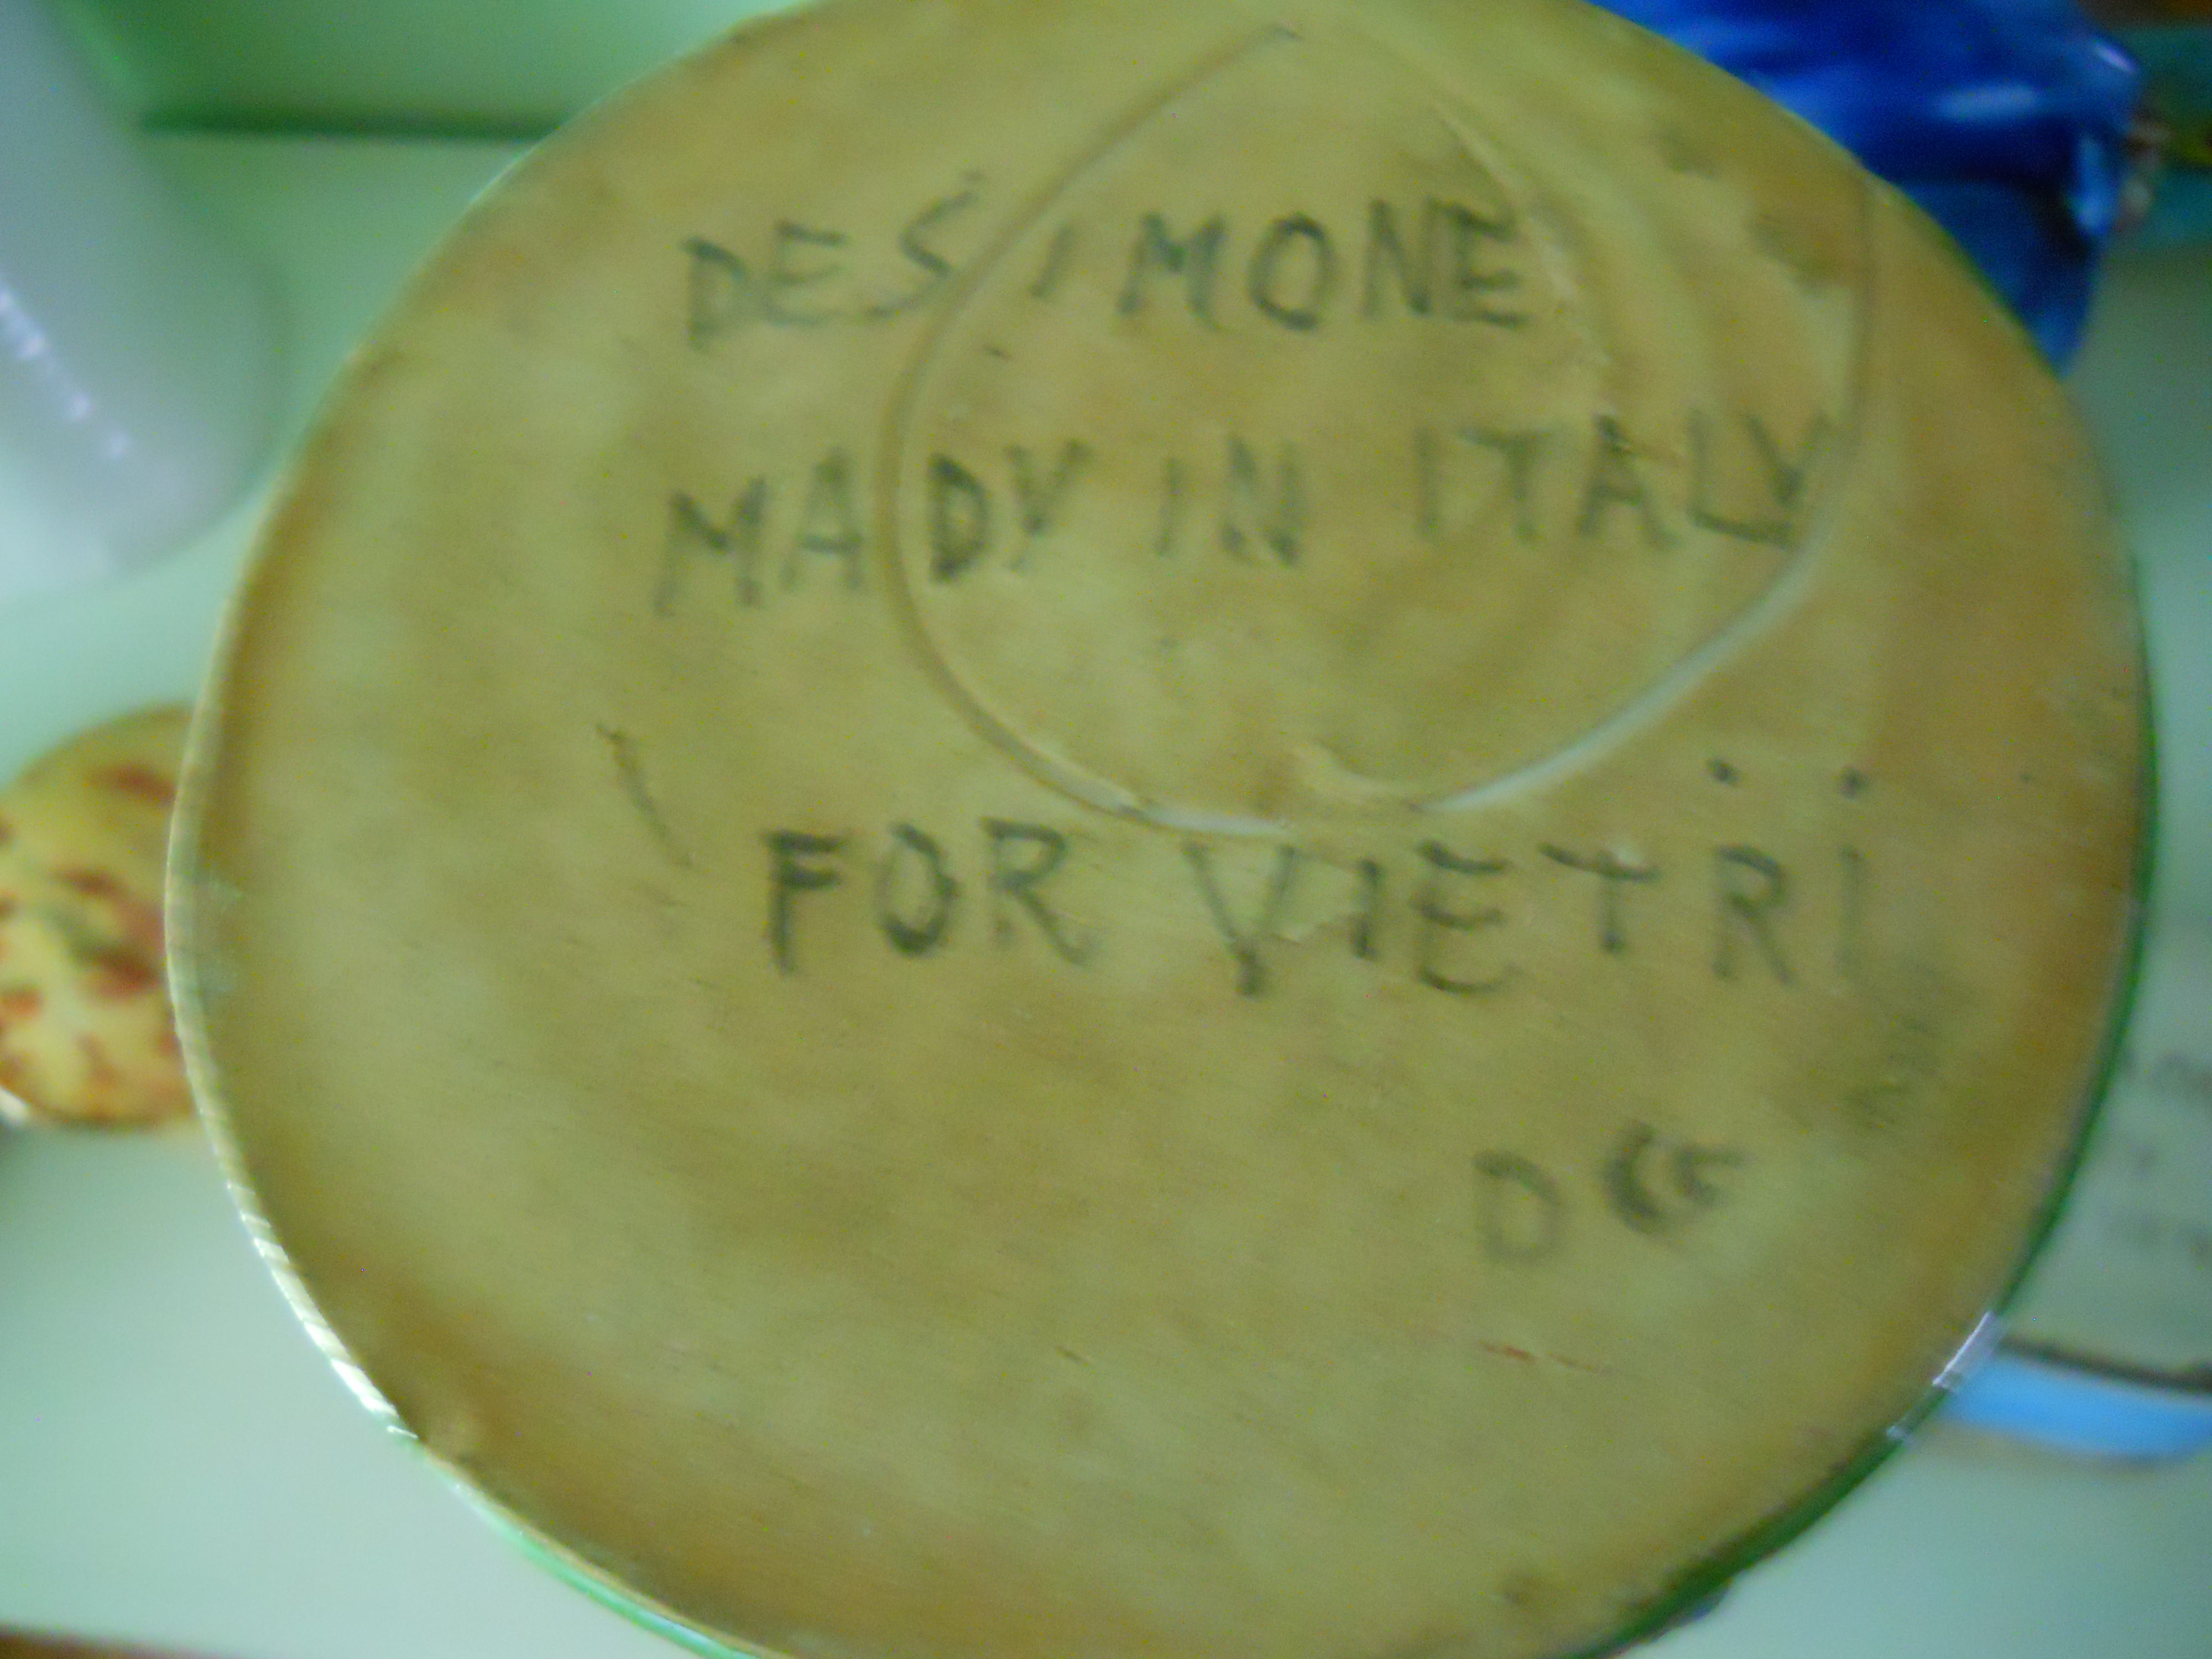 DESIMONE
MADY IN ITALY
FOR VIETRI